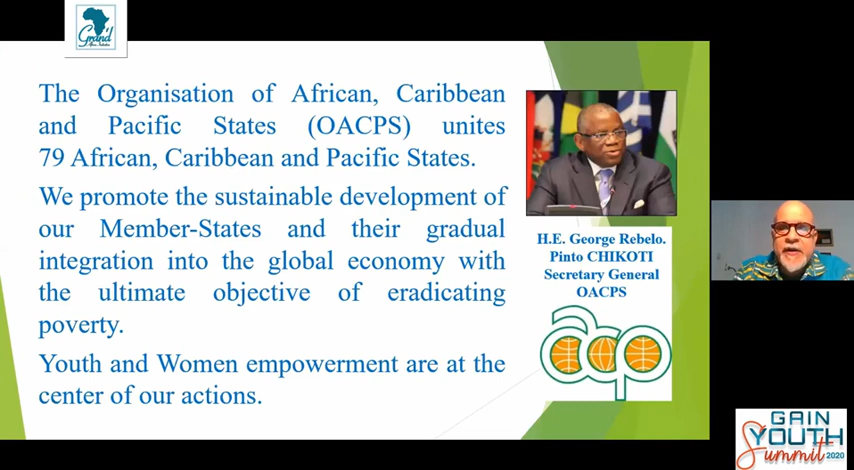 Grand
Africa Initiative
The Organisation of African, Caribbean
and Pacific States (OACPS) unites
79 African, Caribbean and Pacific States.
We promote the sustainable development of
our Member-States and their gradual
integration into the global economy with
the ultimate objective of eradicating
poverty.
Youth and Women empowerment are at the
center of our actions.
H.E. George Rebelo.
Pinto CHIKOTI
Secretary General
OACPS
acp
GAIN
YOUTH
Summit 2020